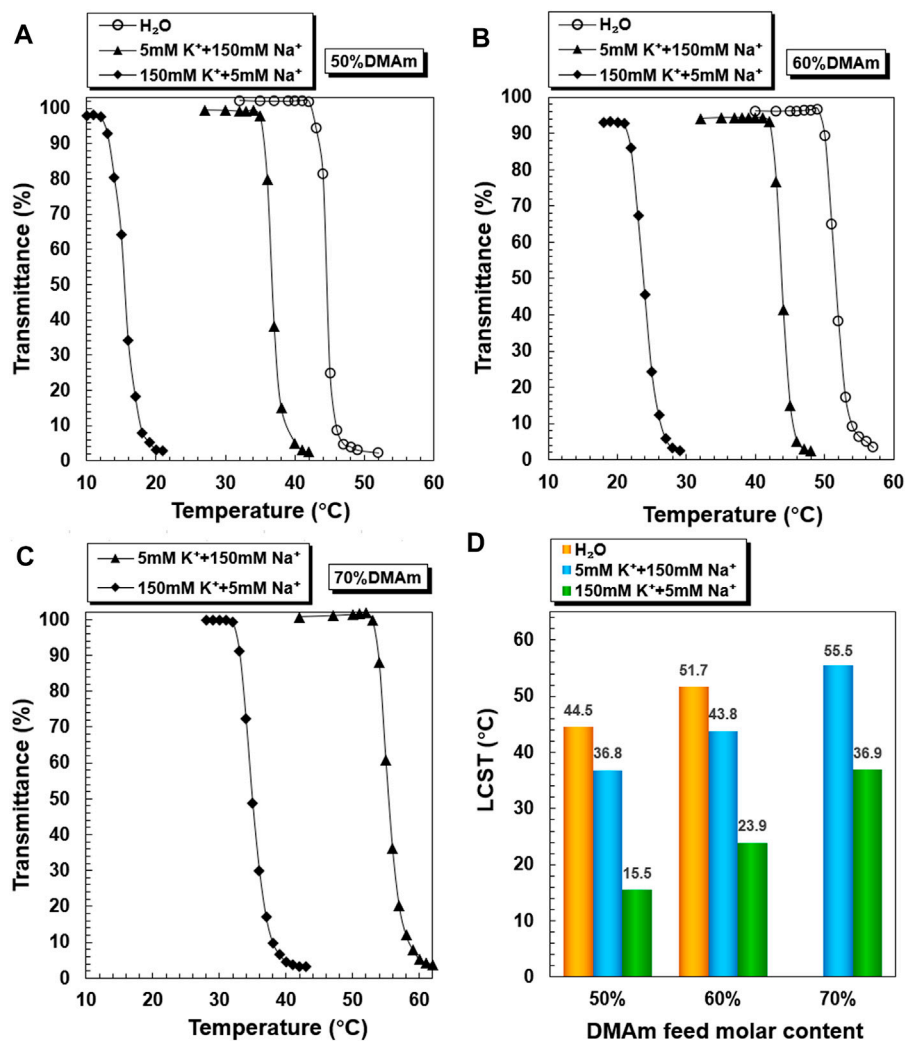 A
H₂O
5mM K⁺+150mM Na⁺
150mM K⁺+5mM Na⁺
50%DMAm
100
90
80
70
60
50
40
30
20
10
0
Transmittance (%)
10 20 30 40 50 60
Temperature (°C)
B
H₂O
5mM K⁺+150mM Na⁺
150mM K⁺+5mM Na⁺
60%DMAm
100
90
80
70
60
50
40
30
20
10
0
Transmittance (%)
10 20 30 40 50 60
Temperature (°C)
C
5mM K⁺+150mM Na⁺
150mM K⁺+5mM Na⁺
70%DMAm
100
90
80
70
60
50
40
30
20
10
0
Transmittance (%)
10 20 30 40 50 60
Temperature (°C)
D
H₂O
5mM K⁺+150mM Na⁺
150mM K⁺+5mM Na⁺
60
50
40
30
20
10
0
LCST (°C)
44.5
36.8
15.5
51.7
43.8
23.9
55.5
36.9
50% 60% 70%
DMAm feed molar content